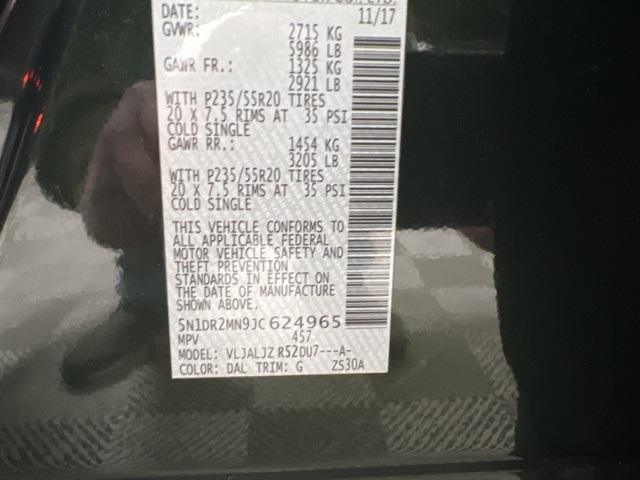 CO., LTD.
DATE: 11/17
GVWR: 2715 KG
5986 LB
GAWR FR.: 1325 KG
2921 LB
WITH P235/55R20 TIRES
20 X 7.5 RIMS AT 35 PSI
COLD SINGLE
GAWR RR.: 1454 KG
3205 LB
WITH P235/55R20 TIRES
20 X 7.5 RIMS AT 35 PSI
COLD SINGLE
THIS VEHICLE CONFORMS TO
ALL APPLICABLE FEDERAL
MOTOR VEHICLE SAFETY AND
THEFT PREVENTION
STANDARDS IN EFFECT ON
THE DATE OF MANUFACTURE
SHOWN ABOVE.
5N1DR2MN9JC624965
MPV 457
MODEL: VLJALJZ R52DU7---A-
COLOR: DAL TRIM: G ZS30A